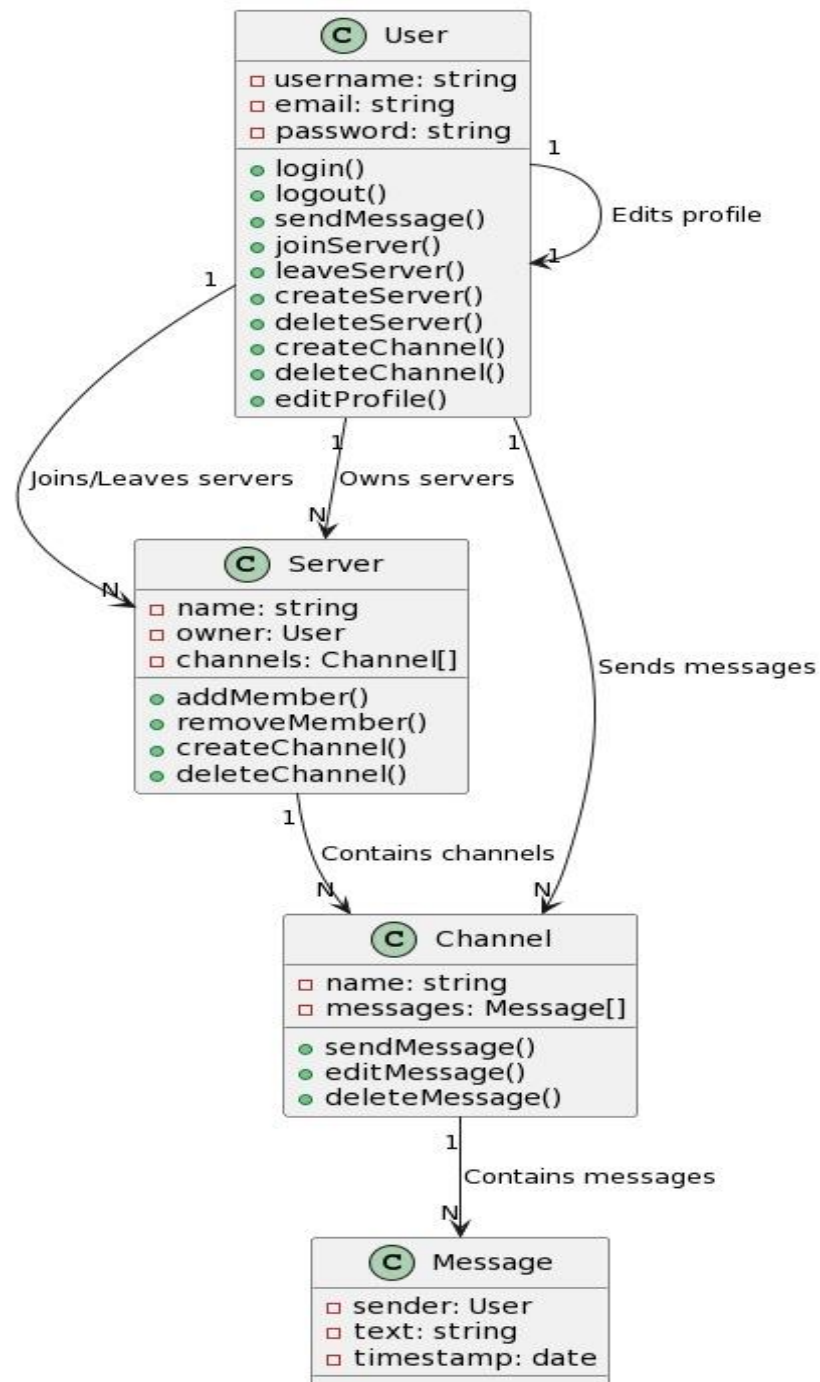 C User
username: string
email: string
password: string
login()
logout()
sendMessage()
joinServer()
leaveServer()
createServer()
deleteServer()
createChannel()
deleteChannel()
editProfile()
1
1
Edits profile
1
N
Joins/Leaves servers
1
N
Owns servers
1
N
Sends messages
C Server
name: string
owner: User
channels: Channel[]
addMember()
removeMember()
createChannel()
deleteChannel()
1
N
Contains channels
C Channel
name: string
messages: Message[]
sendMessage()
editMessage()
deleteMessage()
1
N
Contains messages
C Message
sender: User
text: string
timestamp: date